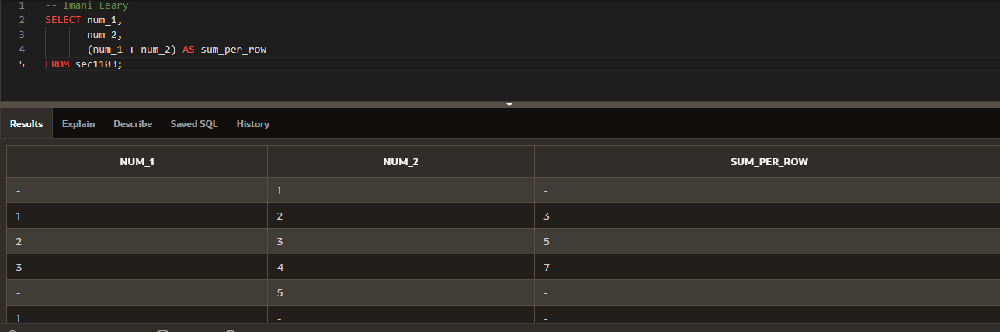 1 -- Imani Leary
2 SELECT num_1,
3 num_2,
4 (num_1 + num_2) AS sum_per_row
5 FROM sec1103;
Results Explain Describe Saved SQL History
NUM_1 NUM_2 SUM_PER_ROW
- 1 -
1 2 3
2 3 5
3 4 7
- 5 -
1 - -